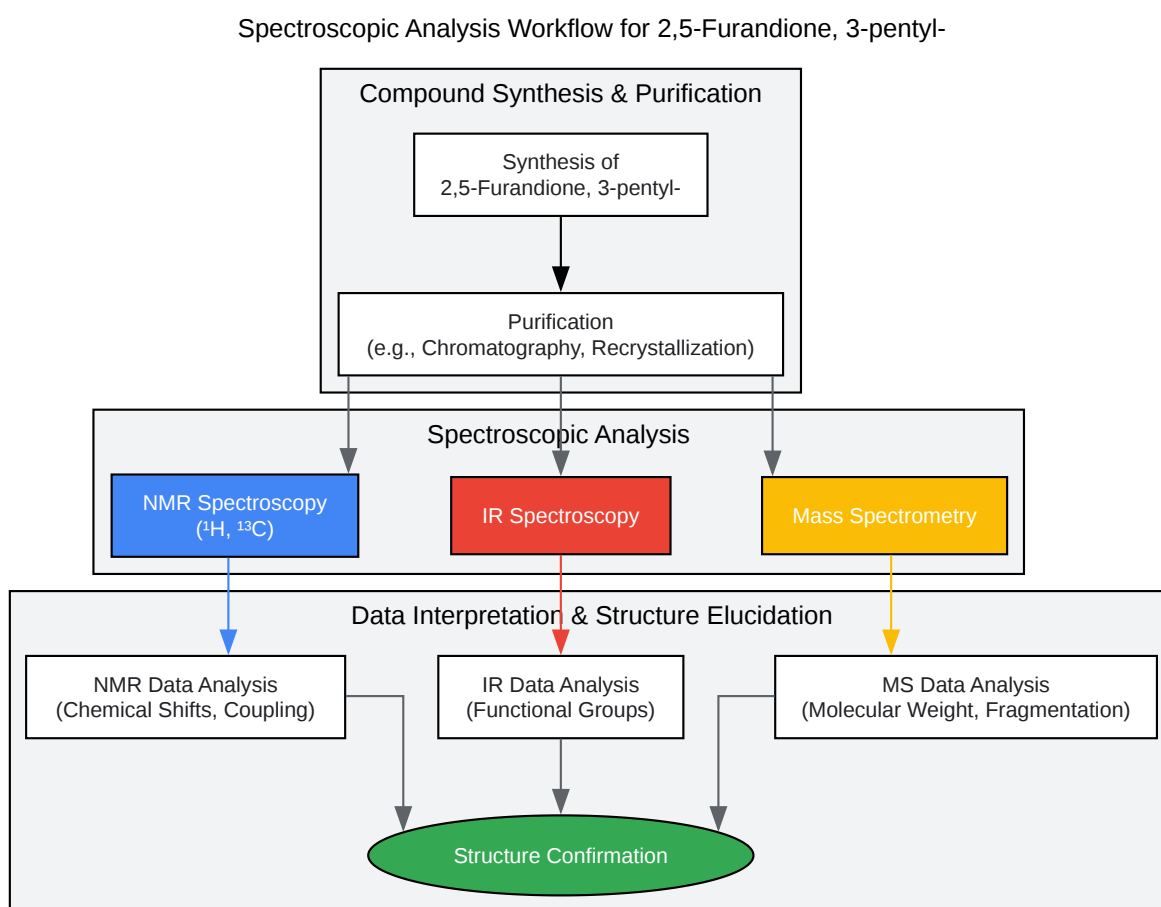 Spectroscopic Analysis Workflow for 2,5-Furandione, 3-pentyl-
Compound Synthesis & Purification
Synthesis of
2,5-Furandione, 3-pentyl-
Purification
(e.g., Chromatography, Recrystallization)
Spectroscopic Analysis
NMR Spectroscopy
(¹H, ¹³C)
IR Spectroscopy
Mass Spectrometry
Data Interpretation & Structure Elucidation
NMR Data Analysis
(Chemical Shifts, Coupling)
IR Data Analysis
(Functional Groups)
MS Data Analysis
(Molecular Weight, Fragmentation)
Structure Confirmation